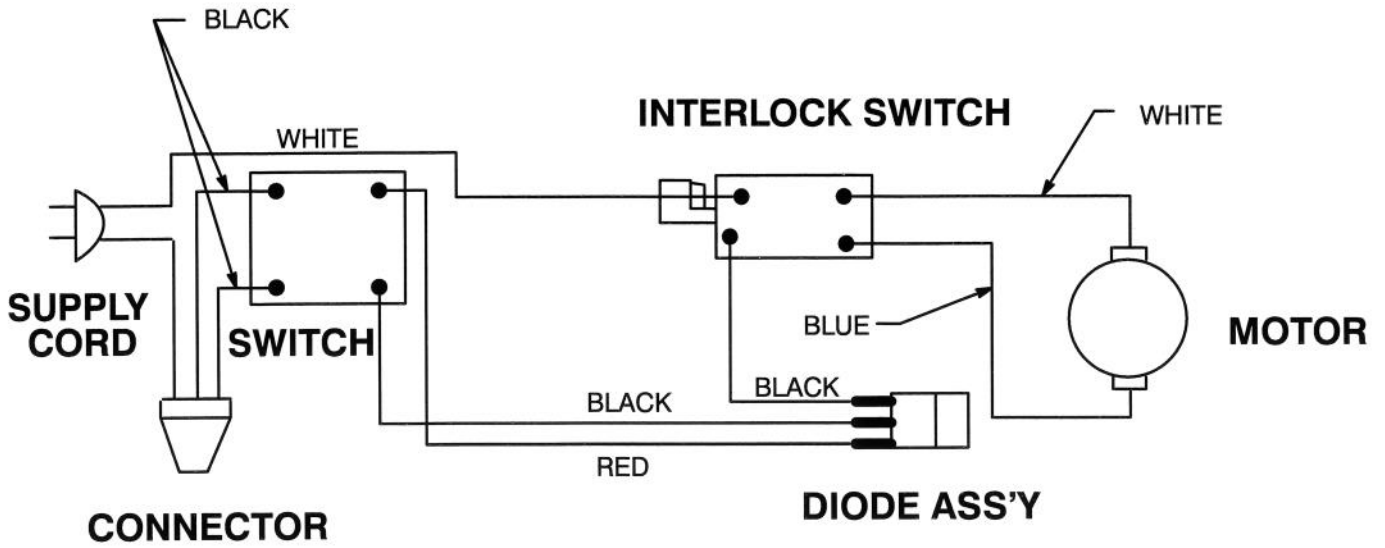 BLACK
INTERLOCK SWITCH
WHITE
WHITE
SUPPLY
CORD
SWITCH
BLUE
MOTOR
BLACK
BLACK
RED
DIODE ASS'Y
CONNECTOR